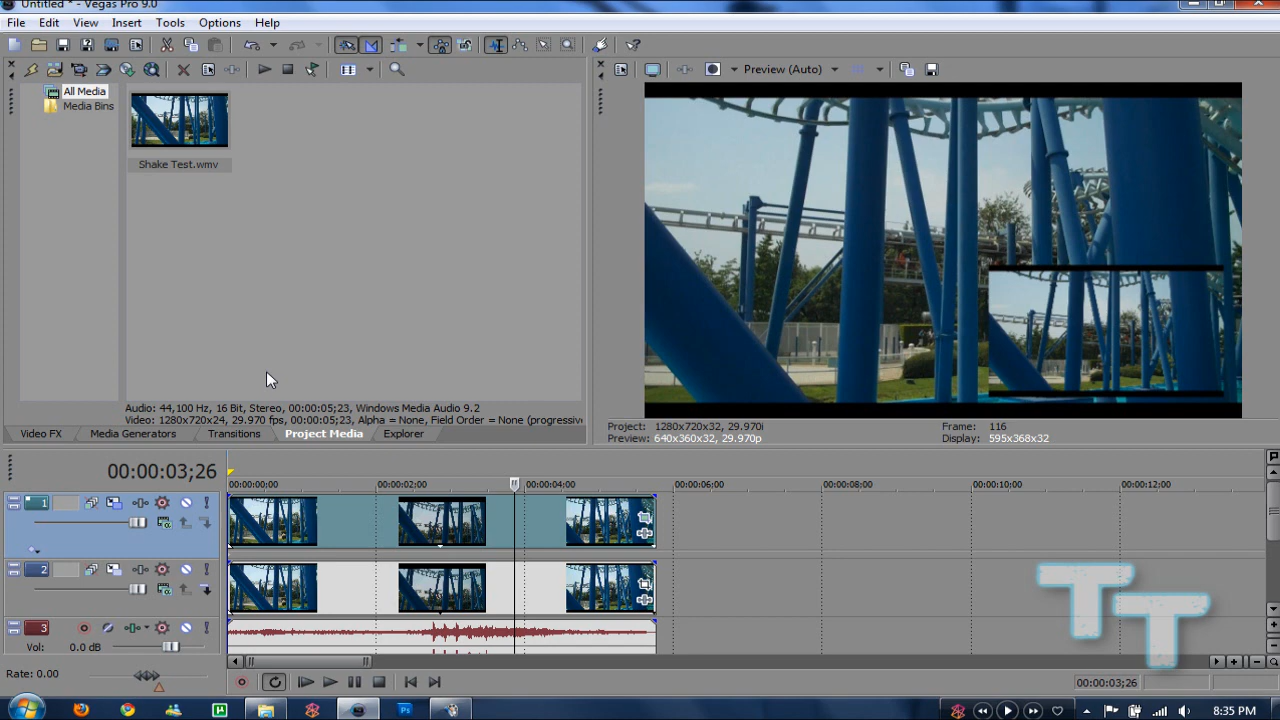 Untitled * - Vegas Pro 9.0
File Edit View Insert Tools Options Help
Preview (Auto)
All Media
Media Bins
Shake Test.wmv
Audio: 44,100 Hz, 16 Bit, Stereo, 00:00:05;23, Windows Media Audio 9.2
Video: 1280x720x24, 29.970 fps, 00:00:05;23, Alpha = None, Field Order = None (progressive
Video FX Media Generators Transitions Project Media Explorer
Project: 1280x720x32, 29.970i
Frame: 116
Preview: 640x360x32, 29.970p
Display: 595x368x32
00:00:03;26
00:00:00;00 00:00:02;00 00:00:04;00 00:00:06;00 00:00:08;00 00:00:10;00 00:00:12;00
1
2
3
Vol: 0.0 dB
Rate: 0.00
00:00:03;26
TT
Ps
8:35 PM